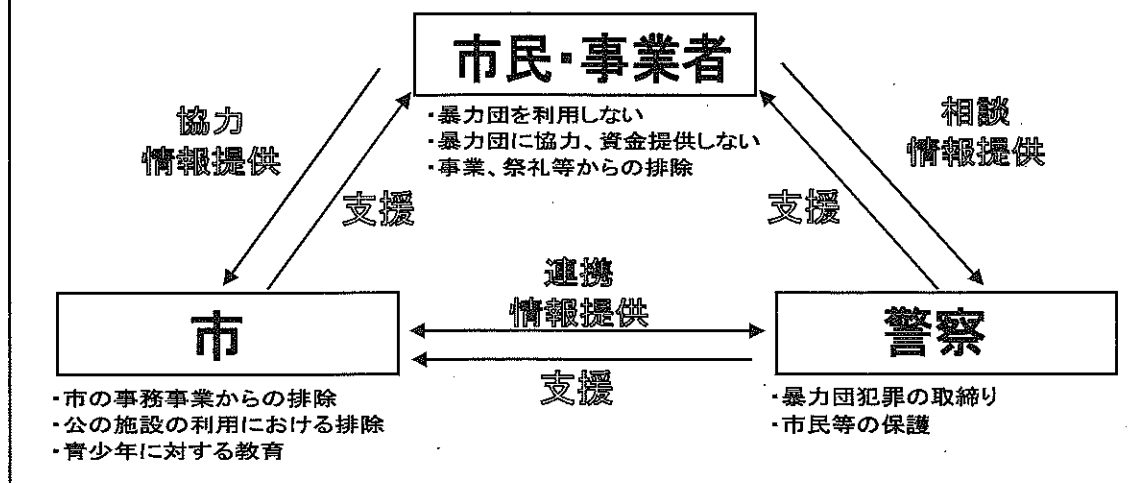 市民・事業者
・暴力団を利用しない
・暴力団に協力、資金提供しない
・事業、祭礼等からの排除
協力
情報提供
支援
相談
情報提供
支援
連携
情報提供
支援
市
・市の事務事業からの排除
・公の施設の利用における排除
・青少年に対する教育
警察
・暴力団犯罪の取締り
・市民等の保護